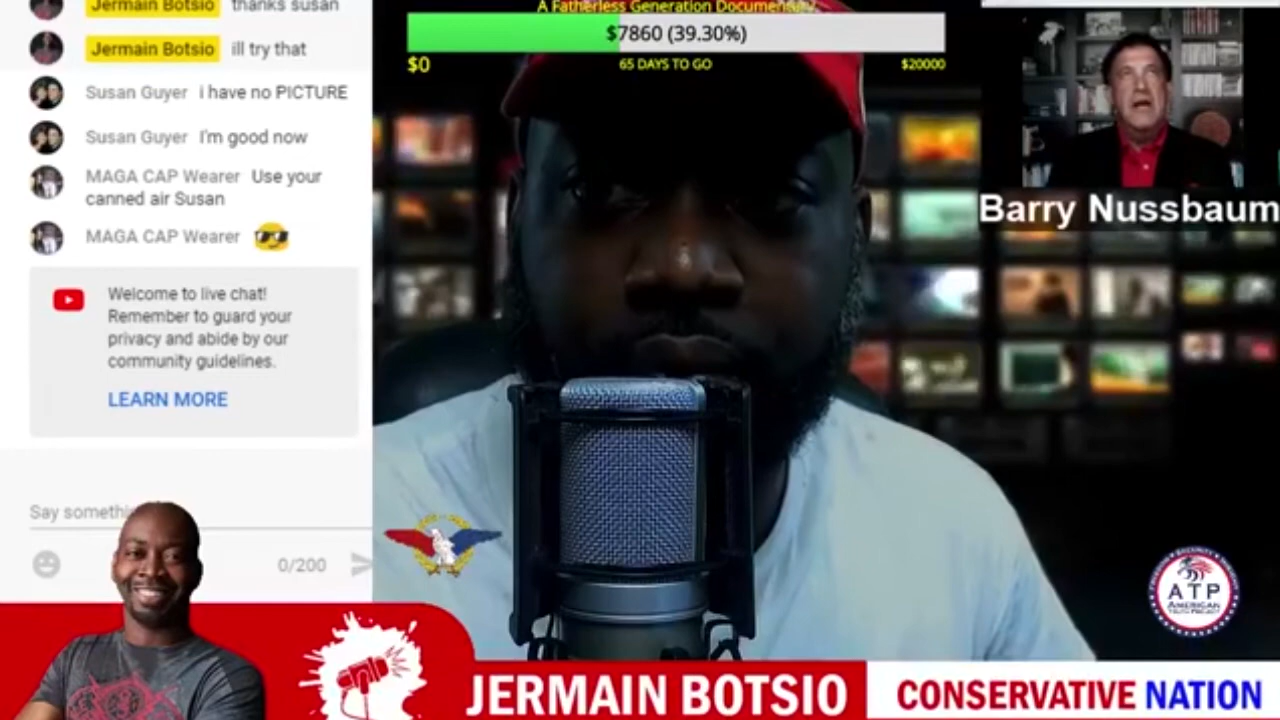 Jermain Botsio thanks susan
Jermain Botsio ill try that
Susan Guyer i have no PICTURE
Susan Guyer I'm good now
MAGA CAP Wearer Use your
canned air Susan
MAGA CAP Wearer
Welcome to live chat!
Remember to guard your
privacy and abide by our
community guidelines.
LEARN MORE
0/200
A Fatherless Generation
$7860 (39.30%)
$0 65 DAYS TO GO $20000
Barry Nussbaum
ATP
AMERICAN
JERMAIN BOTSIO
CONSERVATIVE NATION